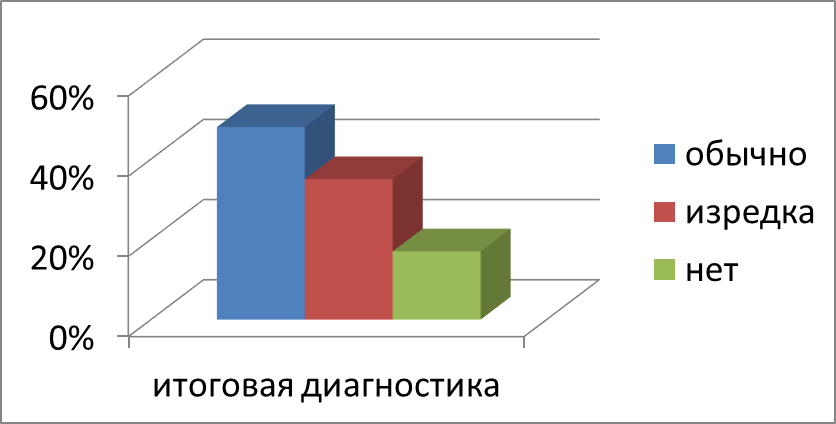 60%
40%
20%
0%
итоговая диагностика
обычно
изредка
нет